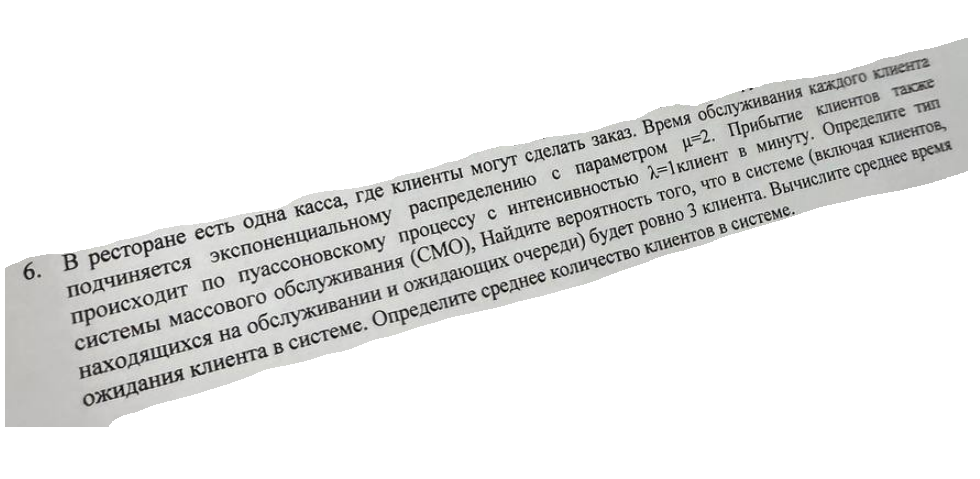 6. В ресторане есть одна касса, где клиенты могут сделать заказ. Время обслуживания каждого клиента
подчиняется экспоненциальному распределению с параметром μ=2. Прибытие клиентов также
происходит по пуассоновскому процессу с интенсивностью λ=1клиент в минуту. Определите тип
системы массового обслуживания (СМО), Найдите вероятность того, что в системе (включая клиентов,
находящихся на обслуживании и ожидающих очереди) будет ровно 3 клиента. Вычислите среднее время
ожидания клиента в системе. Определите среднее количество клиентов в системе.